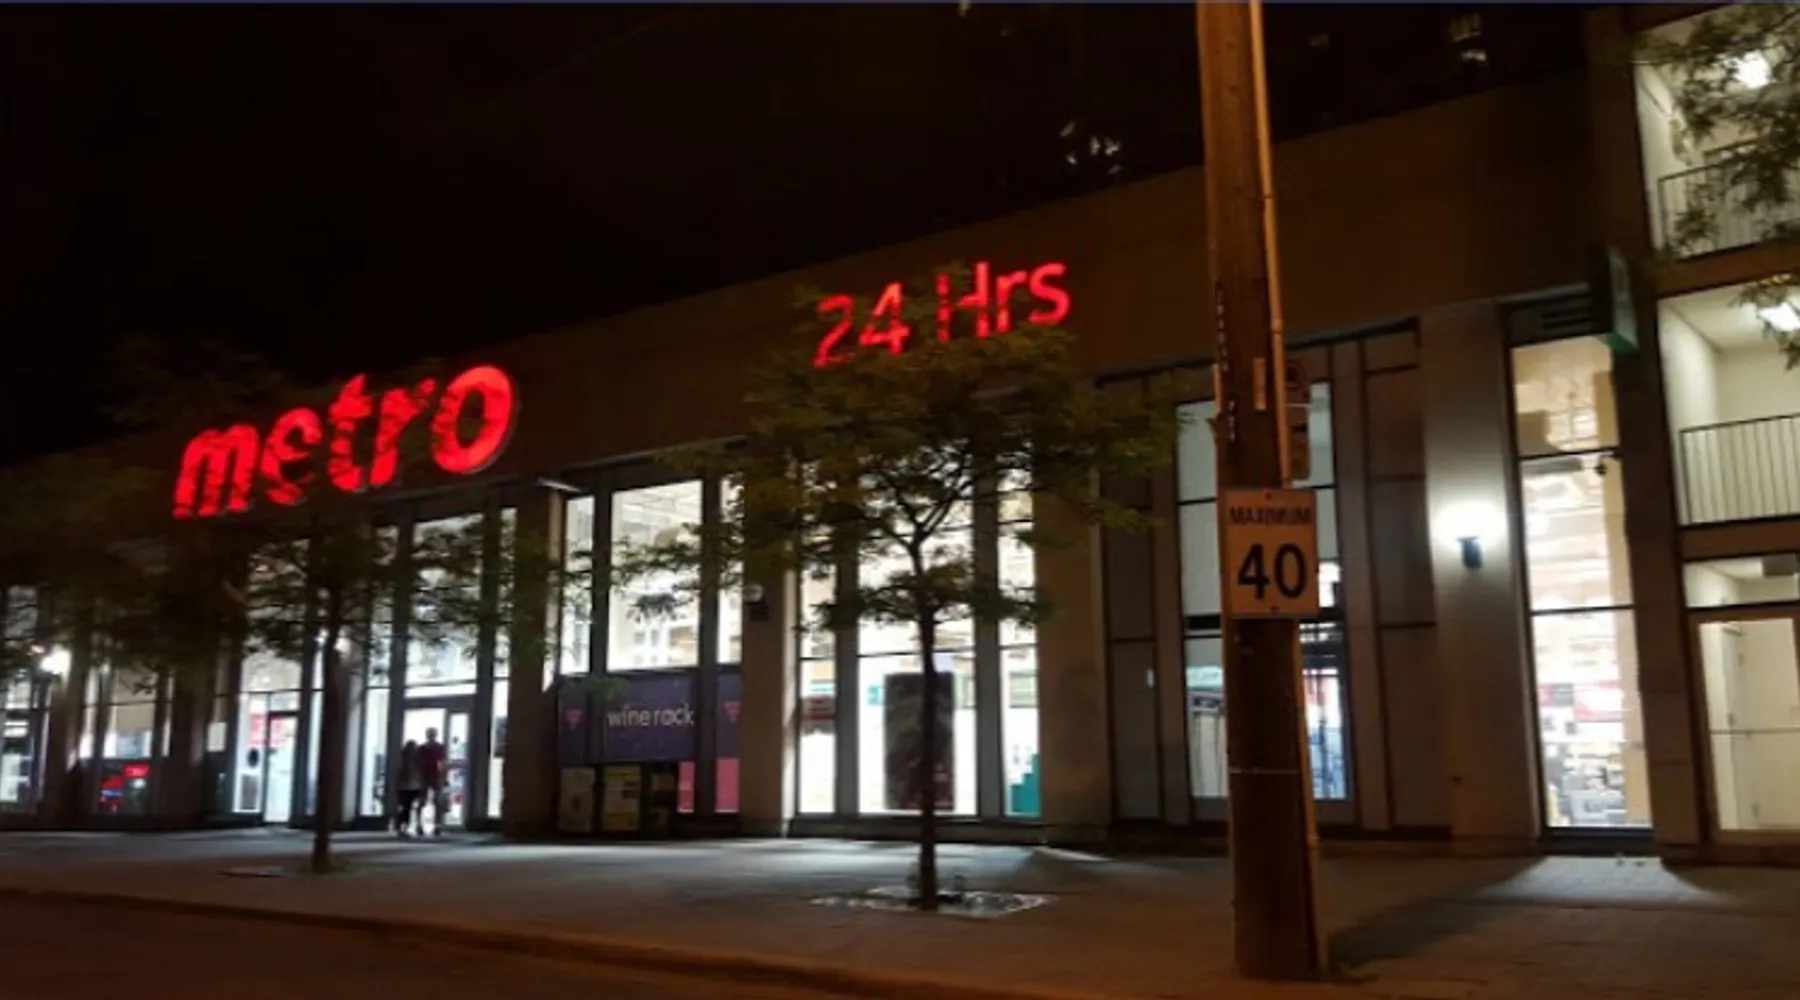 metro
24 Hrs
MAXIMUM
40
wine rack